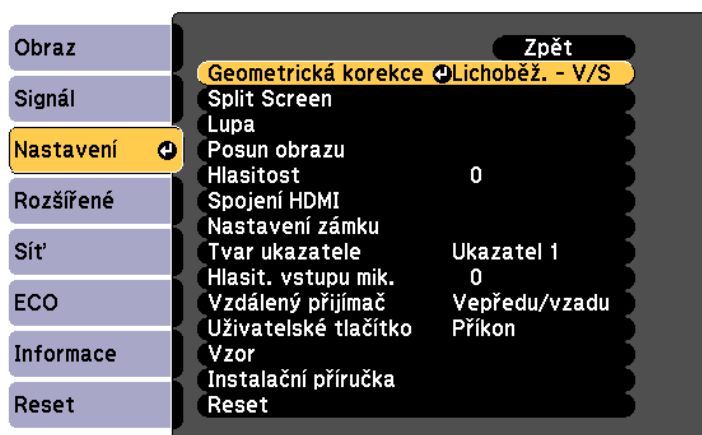 Obraz
Signál
Nastavení
Rozšířené
Síť
ECO
Informace
Reset
Zpět
Geometrická korekce Lichoběž. - V/S
Split Screen
Lupa
Posun obrazu
Hlasitost 0
Spojení HDMI
Nastavení zámku
Tvar ukazatele Ukazatel 1
Hlasit. vstupu mik. 0
Vzdálený přijímač Vepředu/vzadu
Uživatelské tlačítko Příkon
Vzor
Instalační příručka
Reset